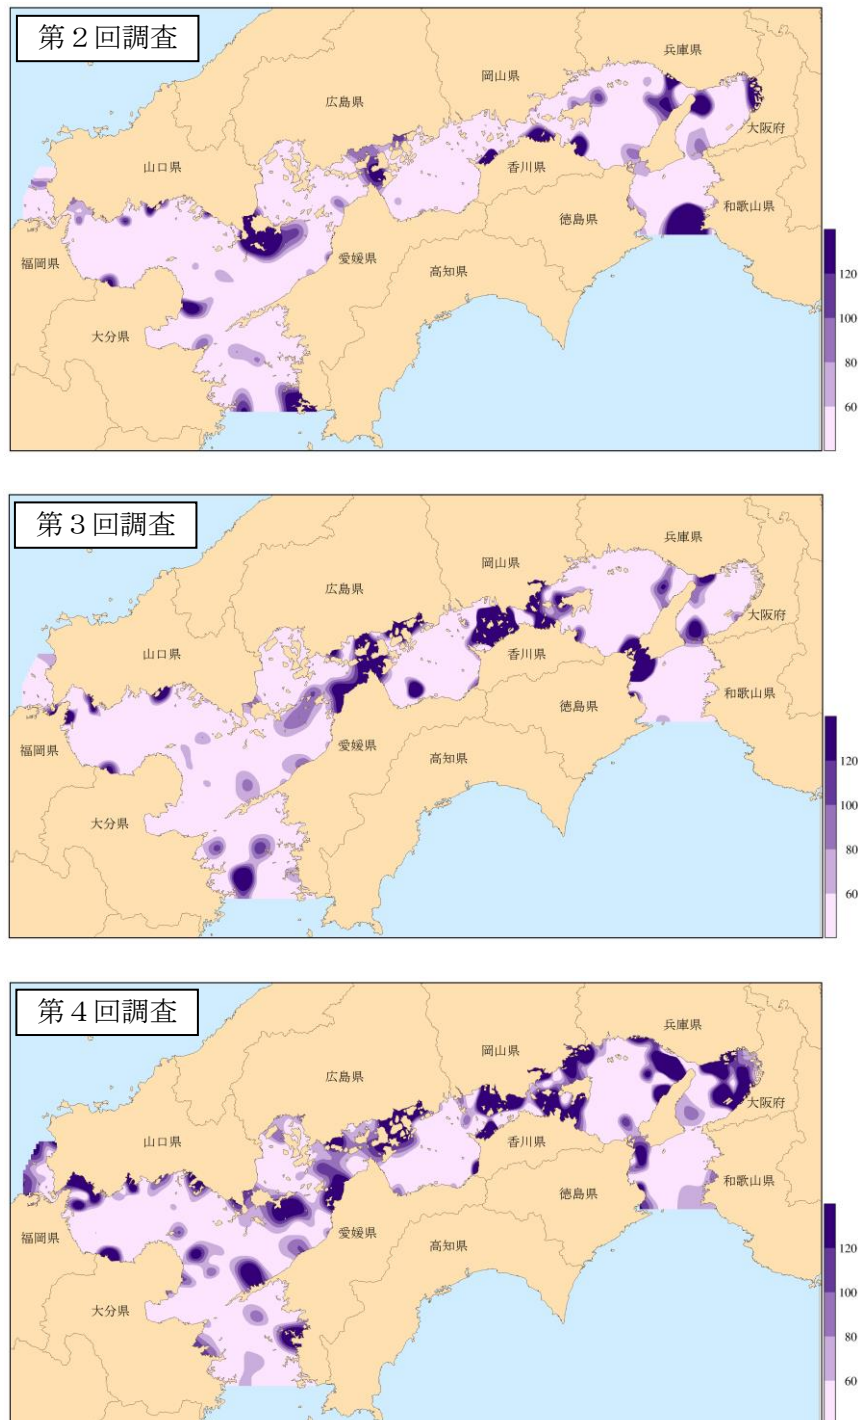 第２回調査
兵庫県
岡山県
広島県
大阪府
山口県
香川県
和歌山県
徳島県
愛媛県
福岡県
高知県
大分県
120
100
80
60
第３回調査
兵庫県
岡山県
広島県
大阪府
山口県
香川県
和歌山県
徳島県
愛媛県
福岡県
高知県
大分県
120
100
80
60
第４回調査
兵庫県
岡山県
広島県
大阪府
山口県
香川県
和歌山県
徳島県
愛媛県
福岡県
高知県
大分県
120
100
80
60